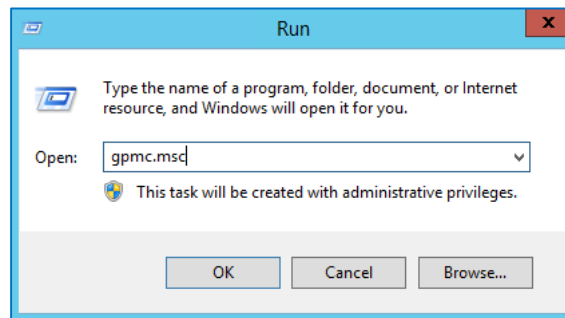 Run
x
Type the name of a program, folder, document, or Internet
resource, and Windows will open it for you.
Open:
gpmc.msc
This task will be created with administrative privileges.
OK
Cancel
Browse...